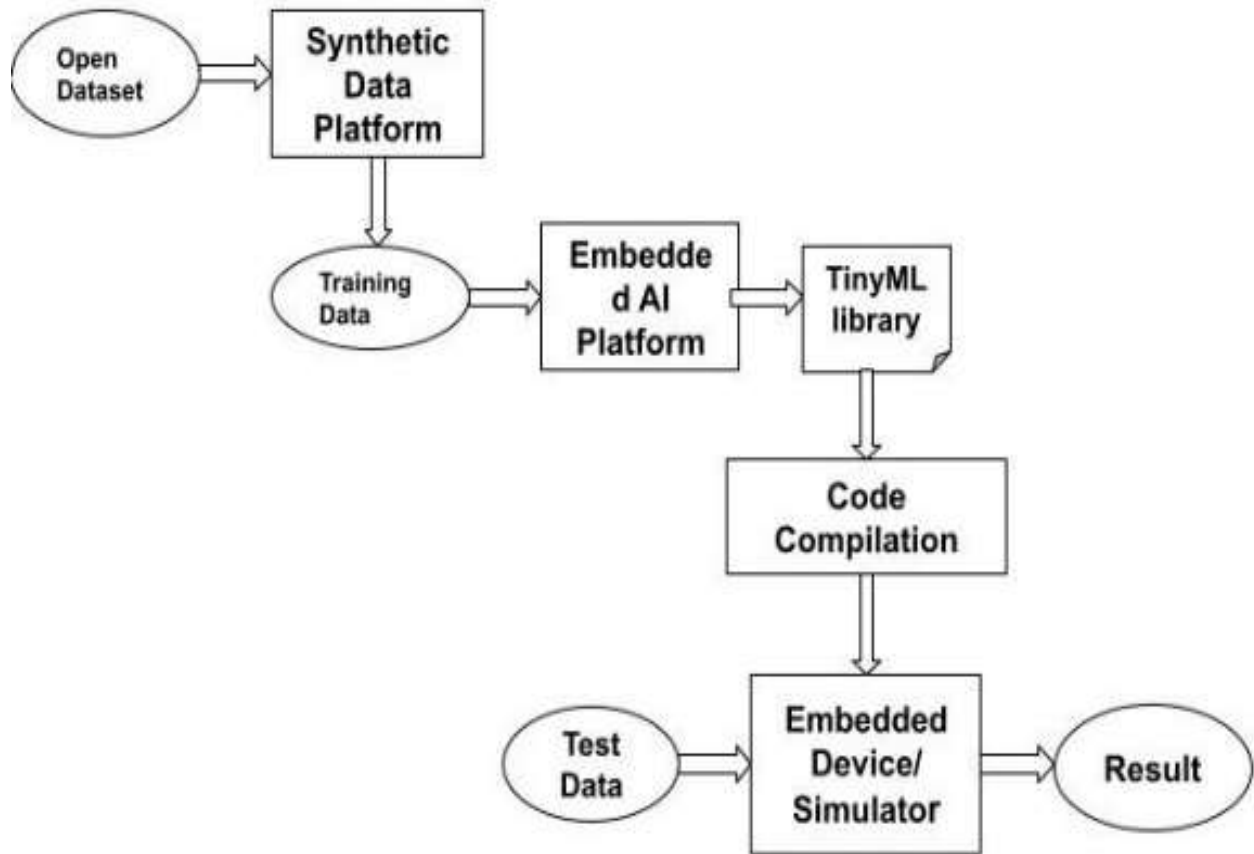 Open
Dataset
Synthetic
Data
Platform
Training
Data
Embedde
d AI
Platform
TinyML
library
Code
Compilation
Test
Data
Embedded
Device/
Simulator
Result